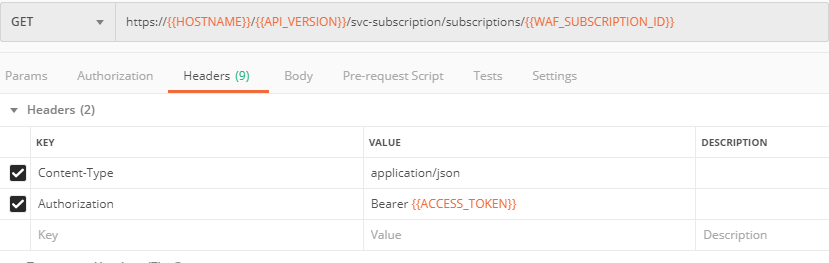 GET https://{{HOSTNAME}}/{{API_VERSION}}/svc-subscription/subscriptions/{{WAF_SUBSCRIPTION_ID}}
Params Authorization Headers (9) Body Pre-request Script Tests Settings
Headers (2)
KEY VALUE DESCRIPTION
Content-Type application/json
Authorization Bearer {{ACCESS_TOKEN}}
Key Value Description